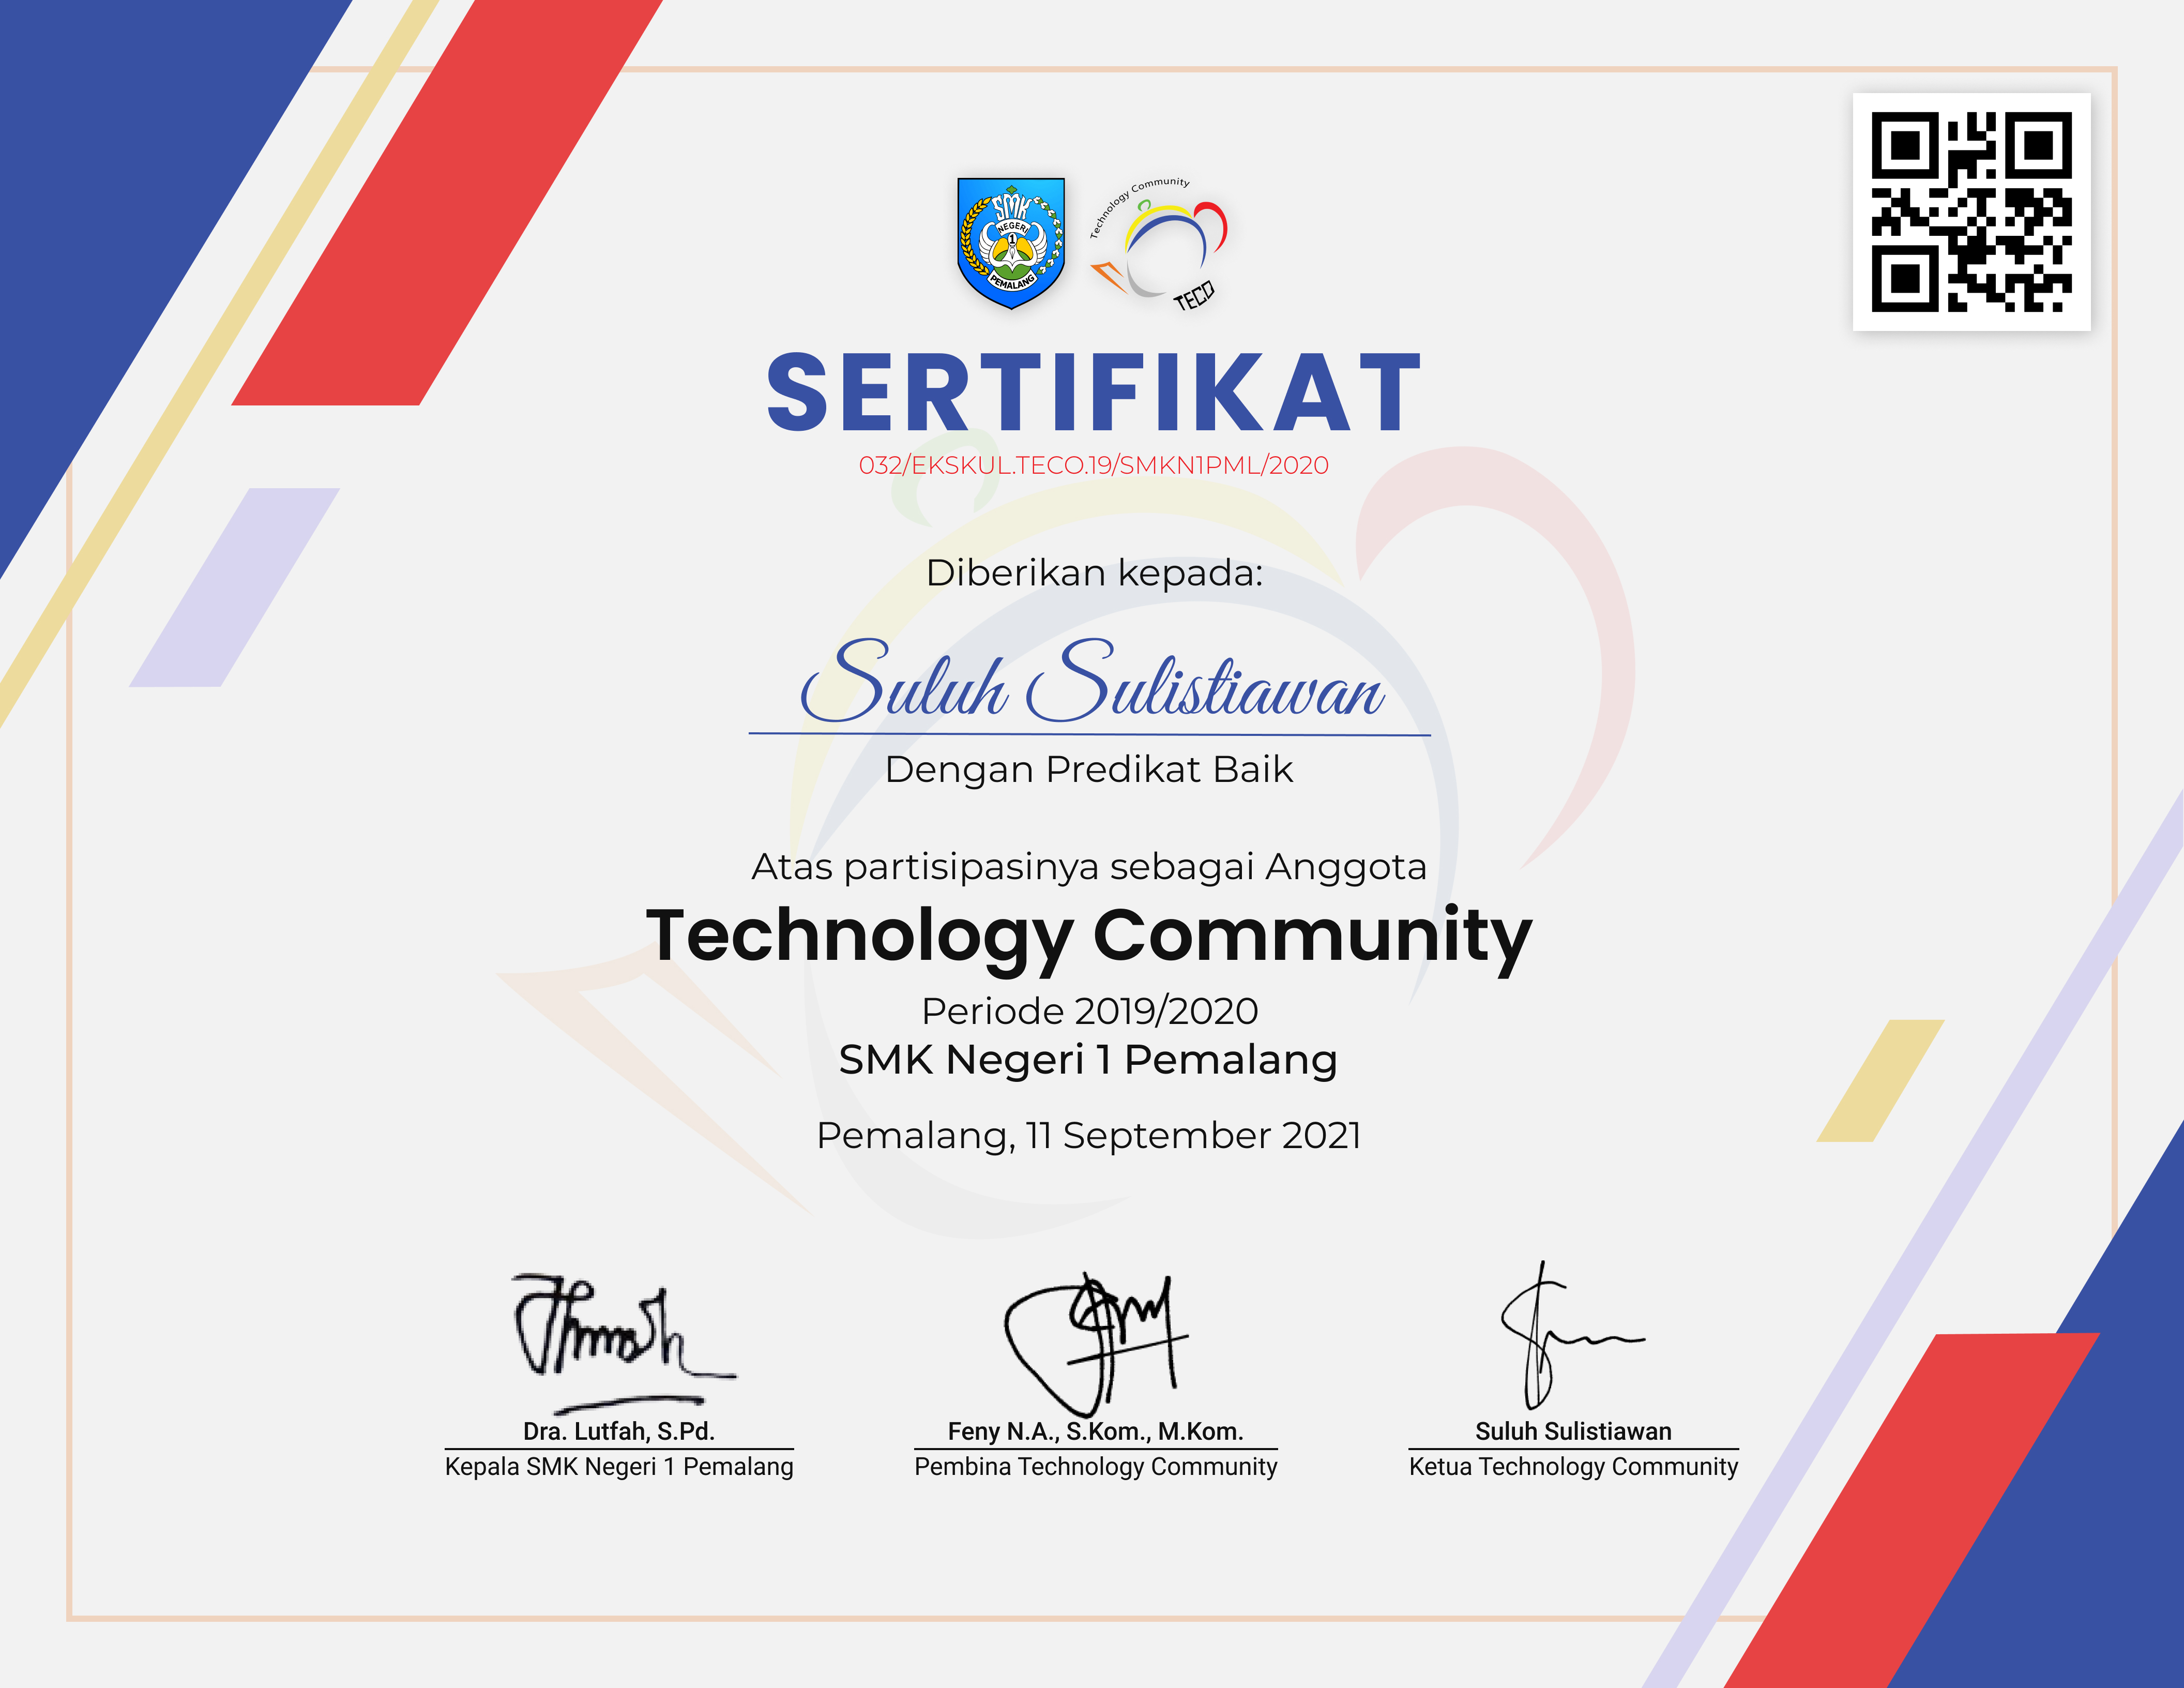 Technology Community
SMK
NEGERI
1
PEMALANG
TECO
SERTIFIKAT
032/EKSKUL.TECO.19/SMKN1PML/2020
Diberikan kepada:
Suluh Sulistiawan
Dengan Predikat Baik
Atas partisipasinya sebagai Anggota
Technology Community
Periode 2019/2020
SMK Negeri 1 Pemalang
Pemalang, 11 September 2021
Dra. Lutfah, S.Pd.
Kepala SMK Negeri 1 Pemalang
Feny N.A., S.Kom., M.Kom.
Pembina Technology Community
Suluh Sulistiawan
Ketua Technology Community